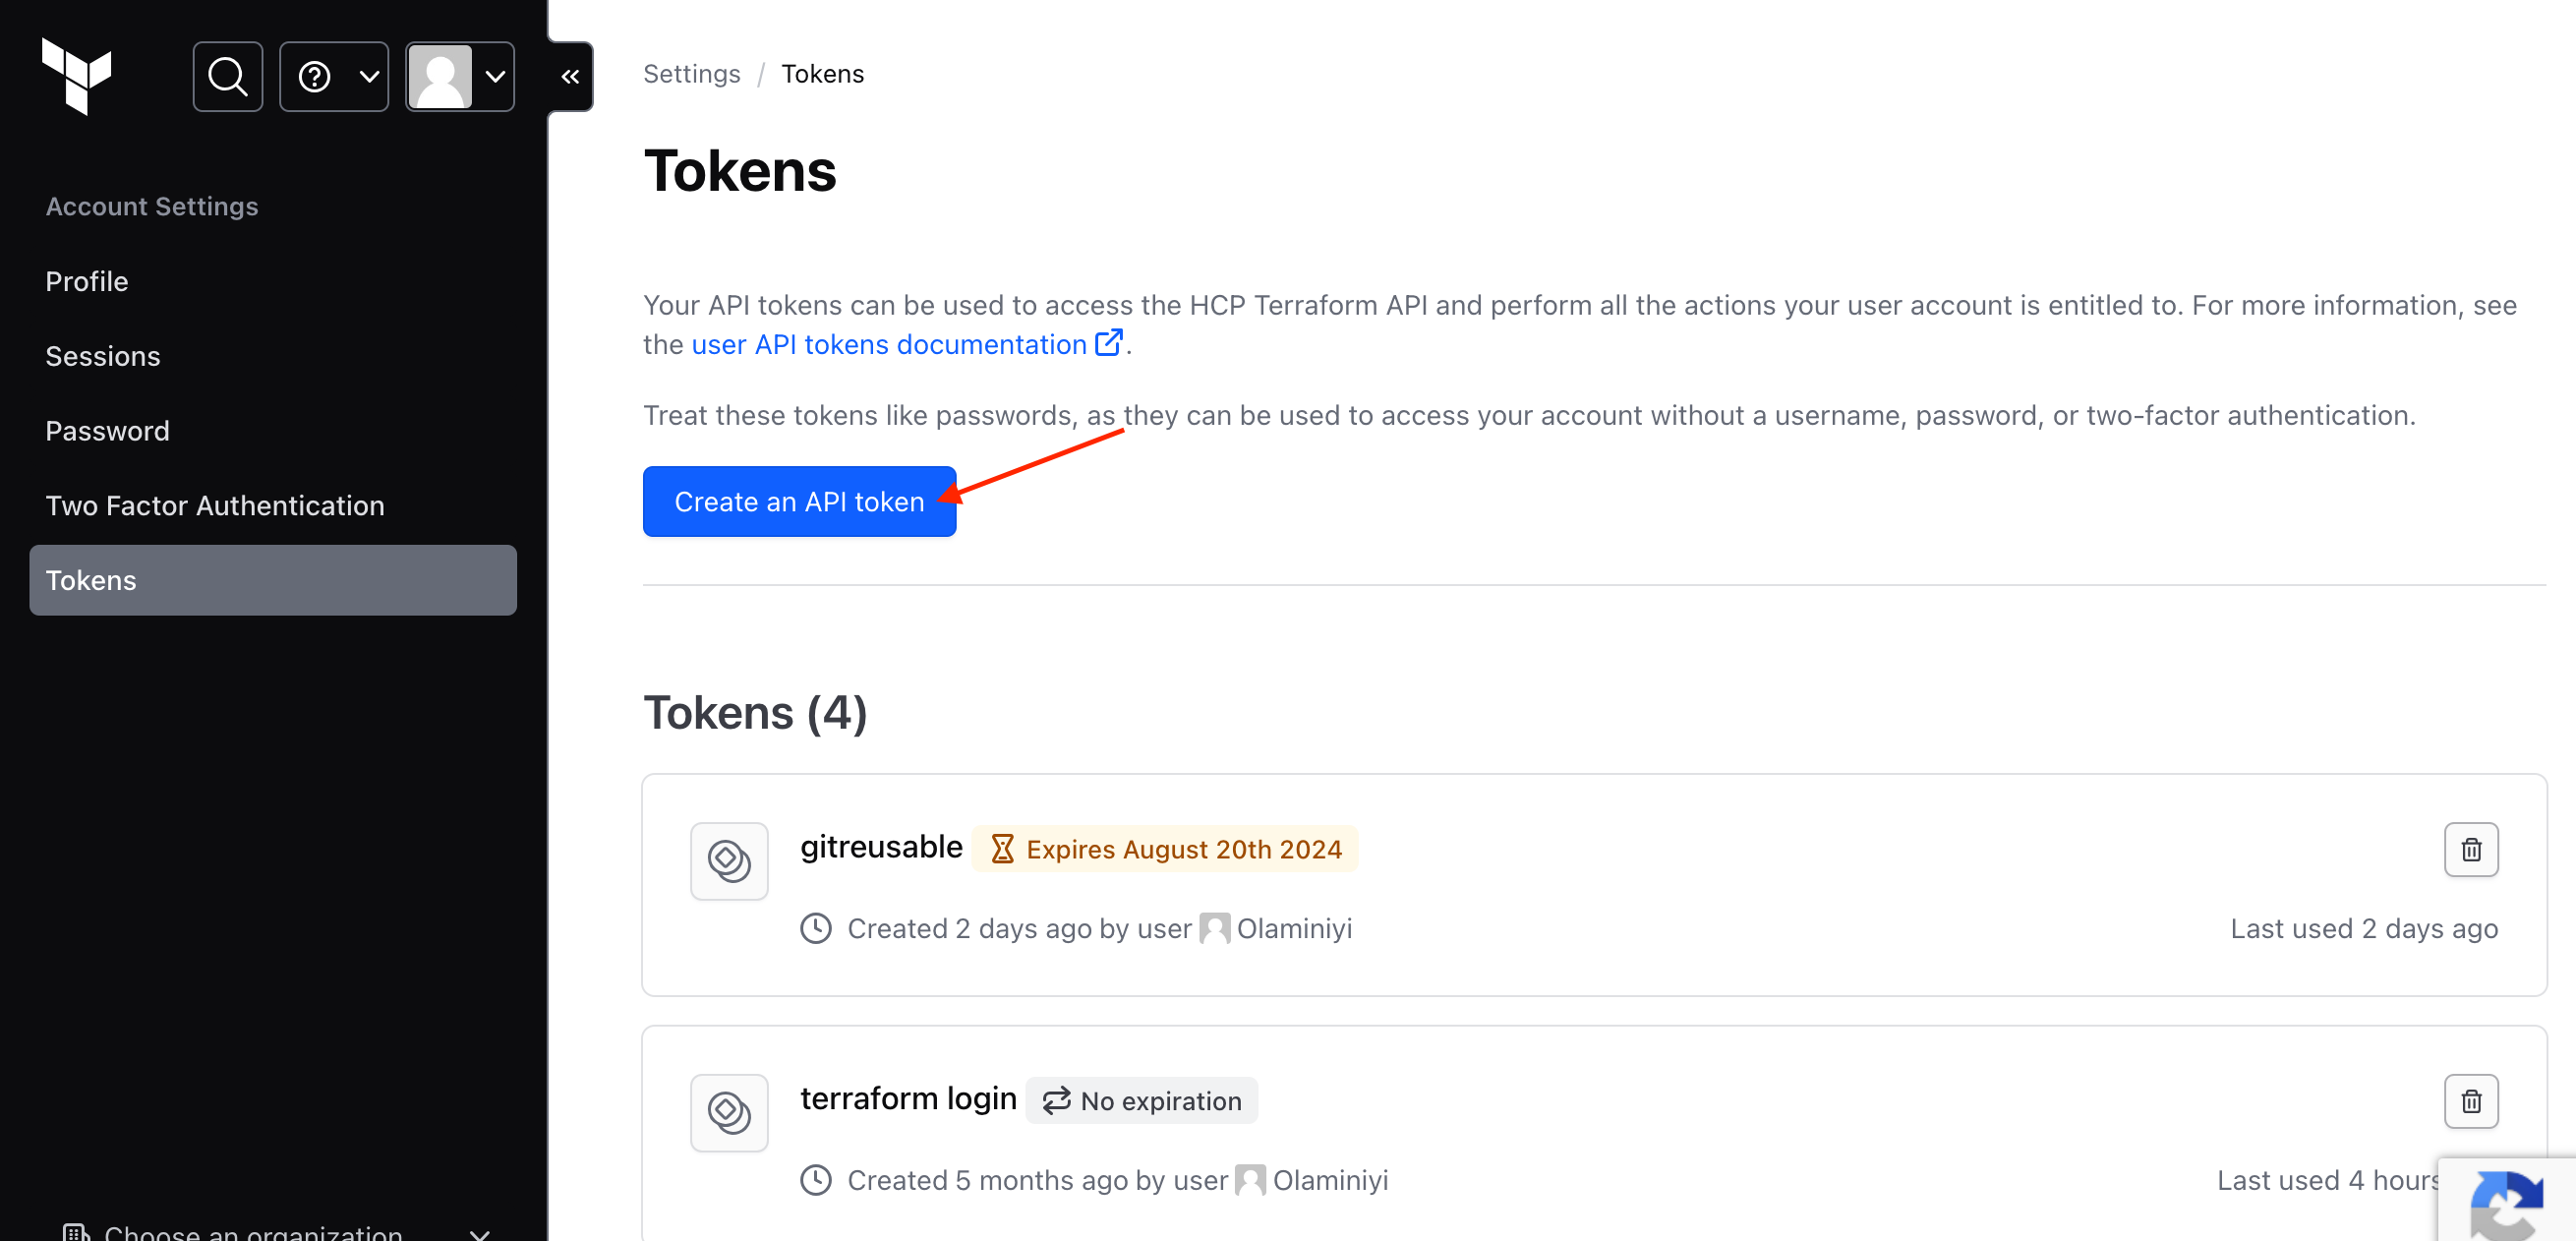 Account Settings
Profile
Sessions
Password
Two Factor Authentication
Tokens
Choose an organization
Settings / Tokens
Tokens
Your API tokens can be used to access the HCP Terraform API and perform all the actions your user account is entitled to. For more information, see
the user API tokens documentation.
Treat these tokens like passwords, as they can be used to access your account without a username, password, or two-factor authentication.
Create an API token
Tokens (4)
gitreusable Expires August 20th 2024
Created 2 days ago by user Olaminiyi Last used 2 days ago
terraform login No expiration
Created 5 months ago by user Olaminiyi Last used 4 hours